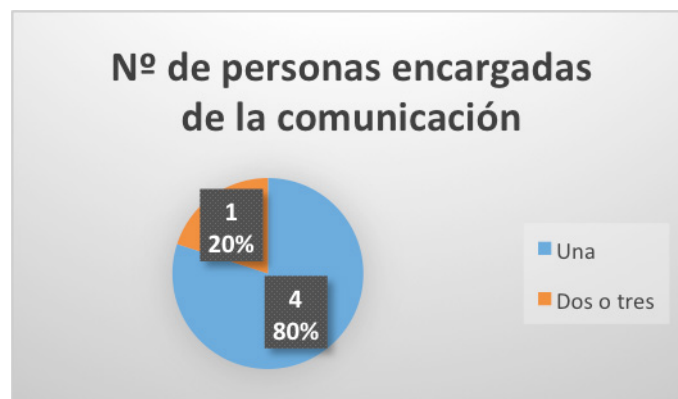 Nº de personas encargadas
de la comunicación
1
20%
4
80%
Una
Dos o tres